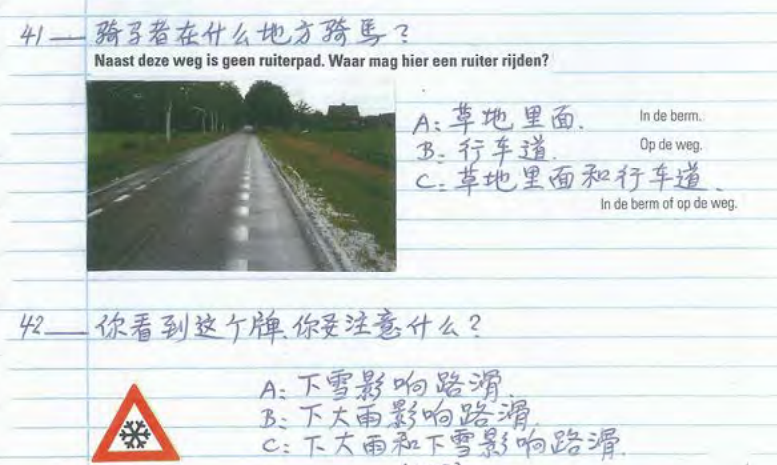 41— 骑马者在什么地方骑马?
Naast deze weg is geen ruiterpad. Waar mag hier een ruiter rijden?
A: 草地里面. In de berm.
B: 行车道. Op de weg.
C: 草地里面和行车道.
In de berm of op de weg.
42— 你看到这个牌.你要注意什么?
A: 下雪影响路滑.
B: 下大雨影响路滑.
C: 下大雨和下雪影响路滑.